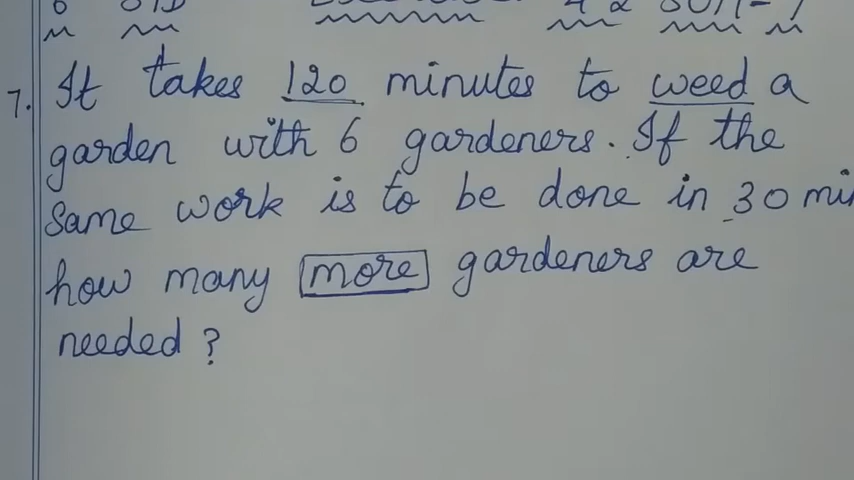 7. It takes 120 minutes to weed a
garden with 6 gardeners. If the
same work is to be done in 30
how many more gardeners are
needed?